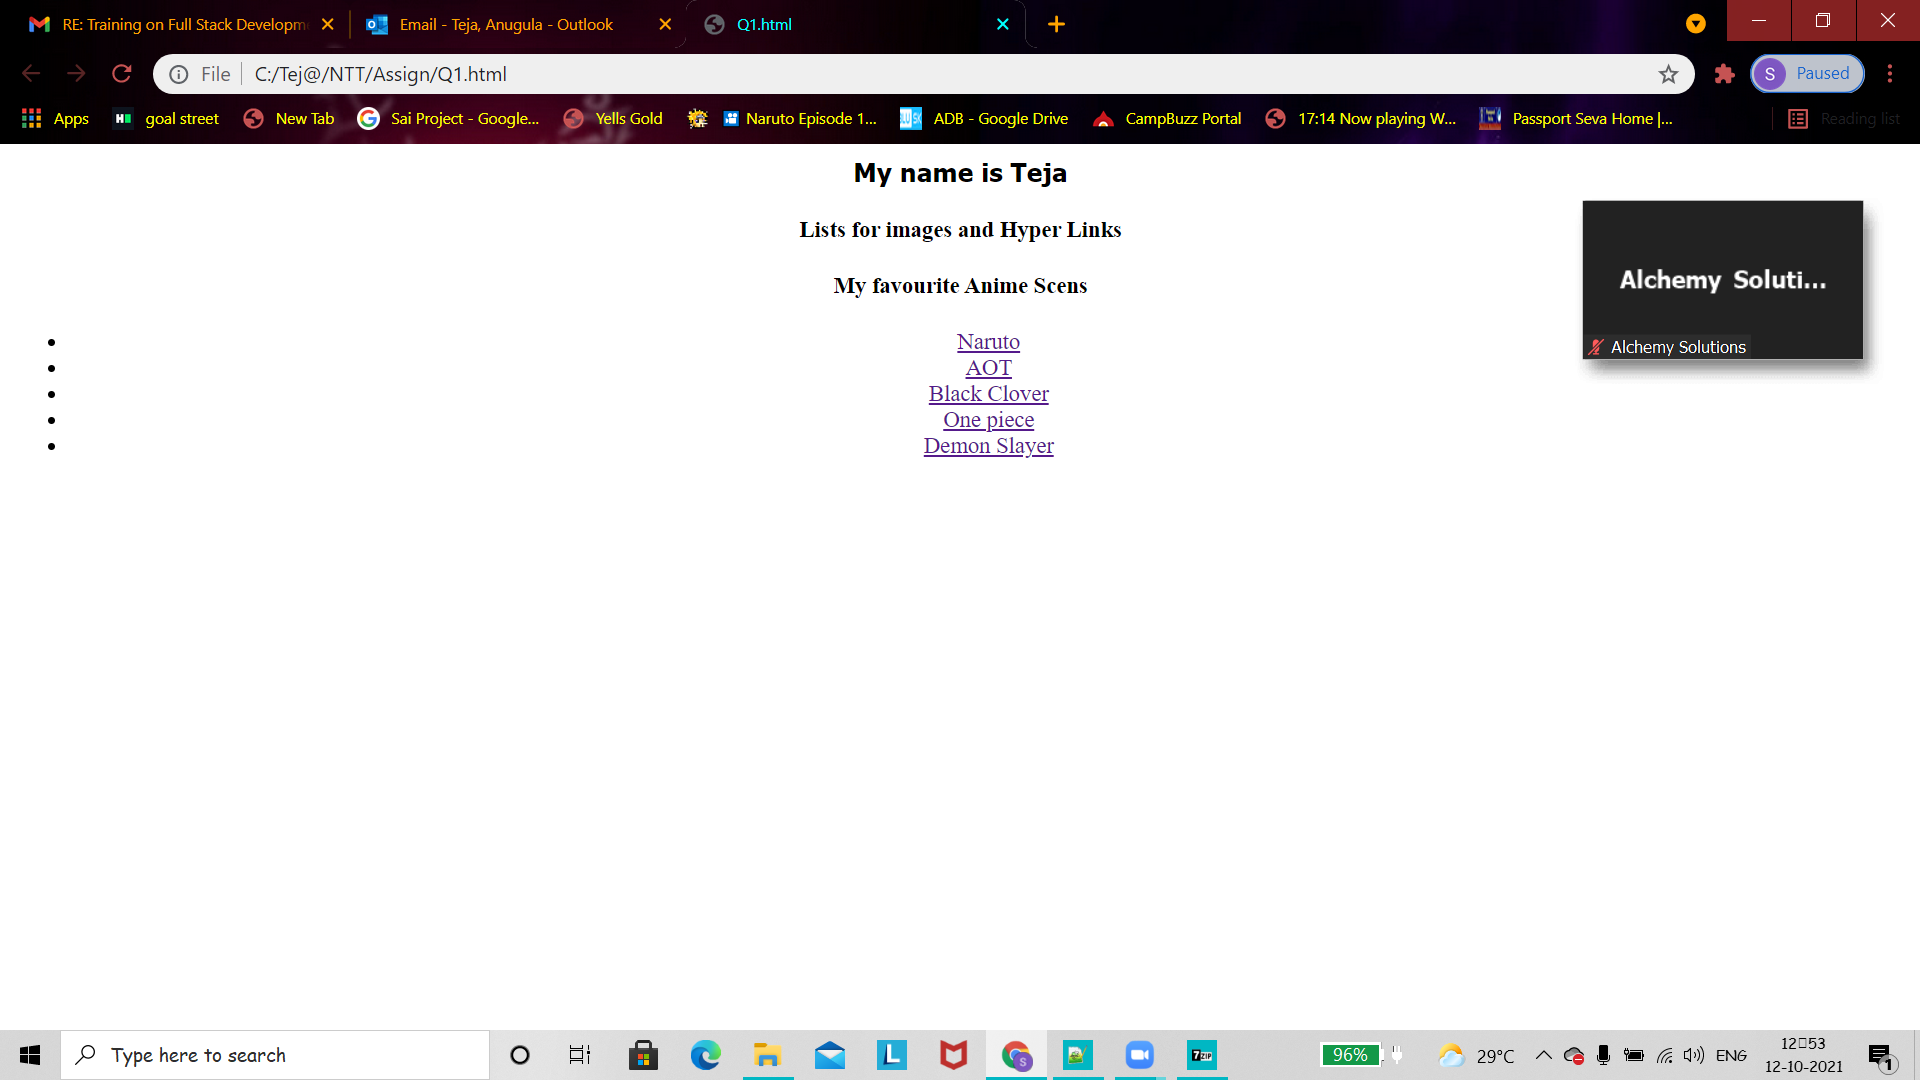 RE: Training on Full Stack Developm
Email - Teja, Anugula - Outlook
Q1.html
File
C:/Tej@/NTT/Assign/Q1.html
S
Paused
Apps
goal street
New Tab
Sai Project - Google...
Yells Gold
Naruto Episode 1...
ADB - Google Drive
CampBuzz Portal
17:14 Now playing W...
Passport Seva Home |...
Reading list
My name is Teja
Lists for images and Hyper Links
My favourite Anime Scens
Naruto
AOT
Black Clover
One piece
Demon Slayer
Alchemy Soluti...
Alchemy Solutions
Type here to search
L
S
7ZIP
96%
29°C
ENG
12▯53
12-10-2021
1